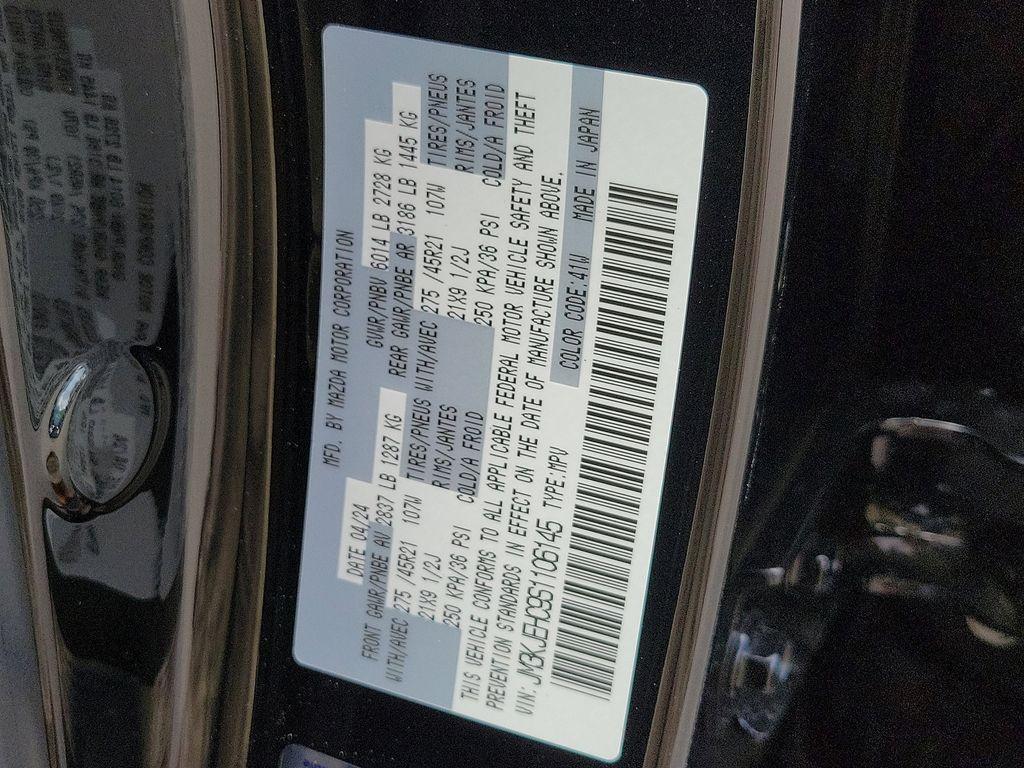 MFD. BY MAZDA MOTOR CORPORATION
DATE 04/24 GVWR/PNBV 6014 LB 2728 KG
FRONT GAWR/PNBE AV 2837 LB 1287 KG REAR GAWR/PNBE AR 3186 LB 1445 KG
WITH/AVEC 275 /45R21 107W TIRES/PNEUS WITH/AVEC 275 /45R21 107W TIRES/PNEUS
21X9 1/2J RIMS/JANTES 21X9 1/2J RIMS/JANTES
250 KPA/36 PSI COLD/A FROID 250 KPA/36 PSI COLD/A FROID
THIS VEHICLE CONFORMS TO ALL APPLICABLE FEDERAL MOTOR VEHICLE SAFETY AND THEFT
PREVENTION STANDARDS IN EFFECT ON THE DATE OF MANUFACTURE SHOWN ABOVE.
VIN: JM3KJEHC9S1106145 TYPE:MPV COLOR CODE:41W MADE IN JAPAN